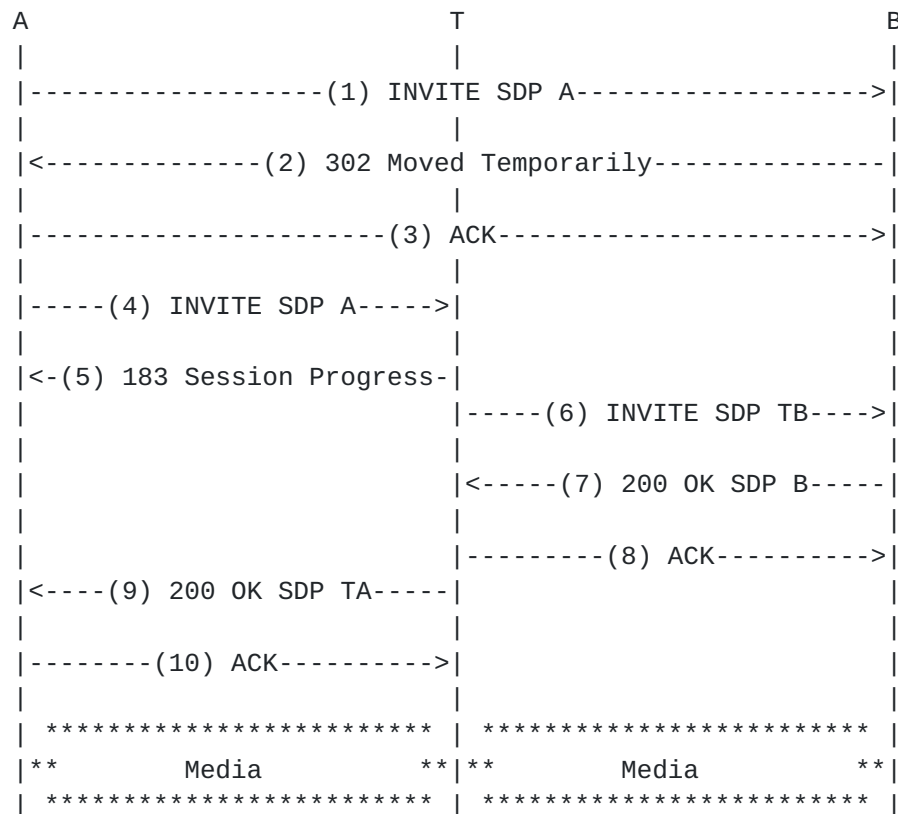 A T B
(1) INVITE SDP A
(2) 302 Moved Temporarily
(3) ACK
(4) INVITE SDP A
(5) 183 Session Progress
(6) INVITE SDP TB
(7) 200 OK SDP B
(8) ACK
(9) 200 OK SDP TA
(10) ACK
Media Media